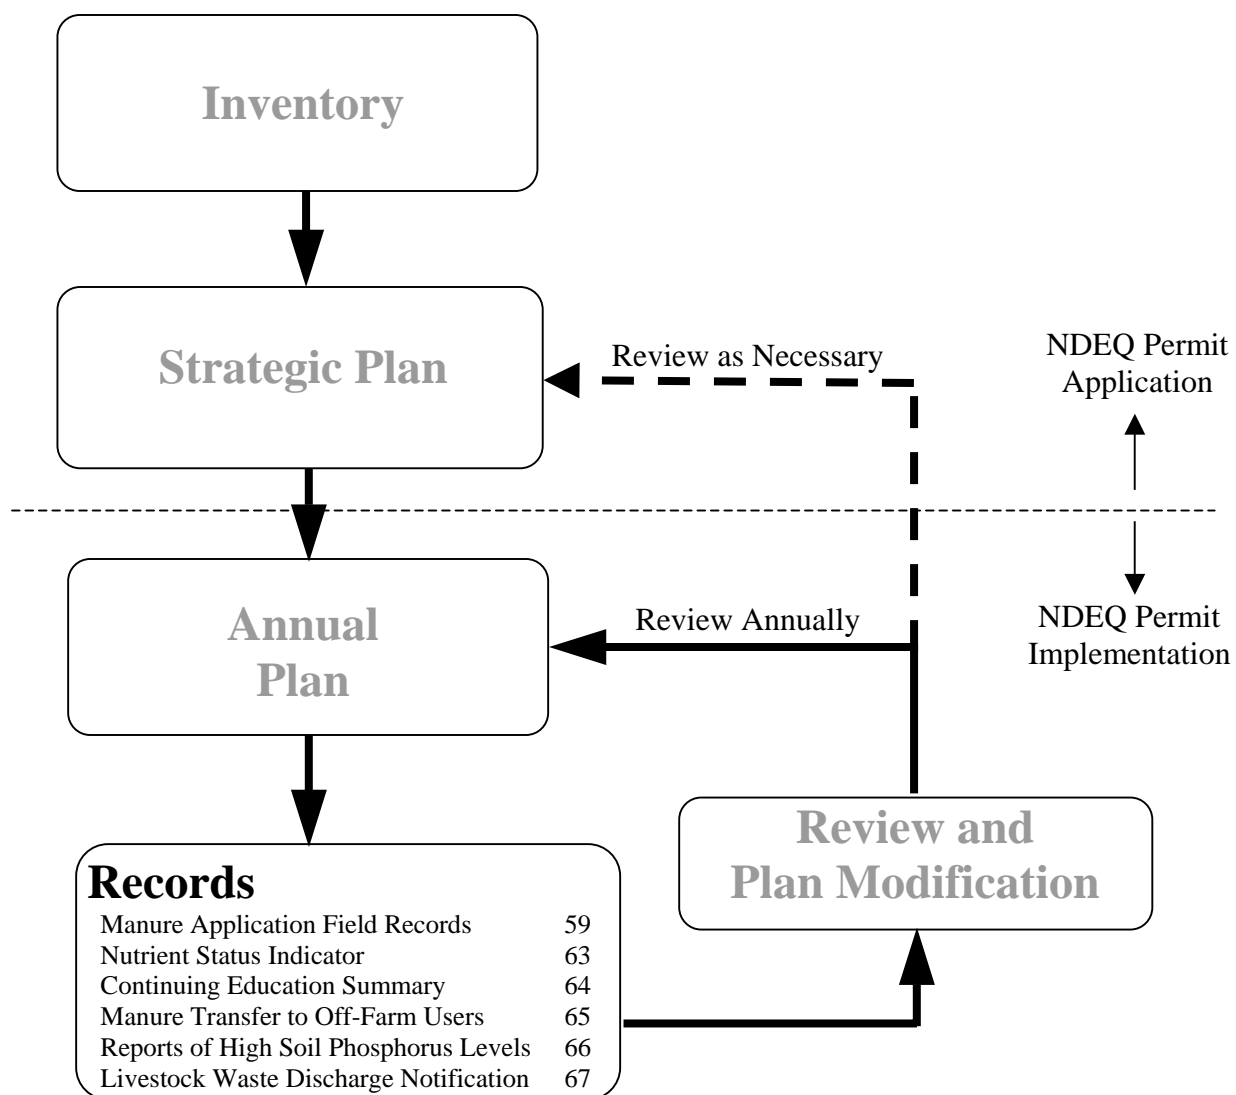 Inventory
Strategic Plan
Review as Necessary
NDEQ Permit
Application
Annual
Plan
Review Annually
NDEQ Permit
Implementation
Review and
Plan Modification
Records
Manure Application Field Records 59
Nutrient Status Indicator 63
Continuing Education Summary 64
Manure Transfer to Off-Farm Users 65
Reports of High Soil Phosphorus Levels 66
Livestock Waste Discharge Notification 67